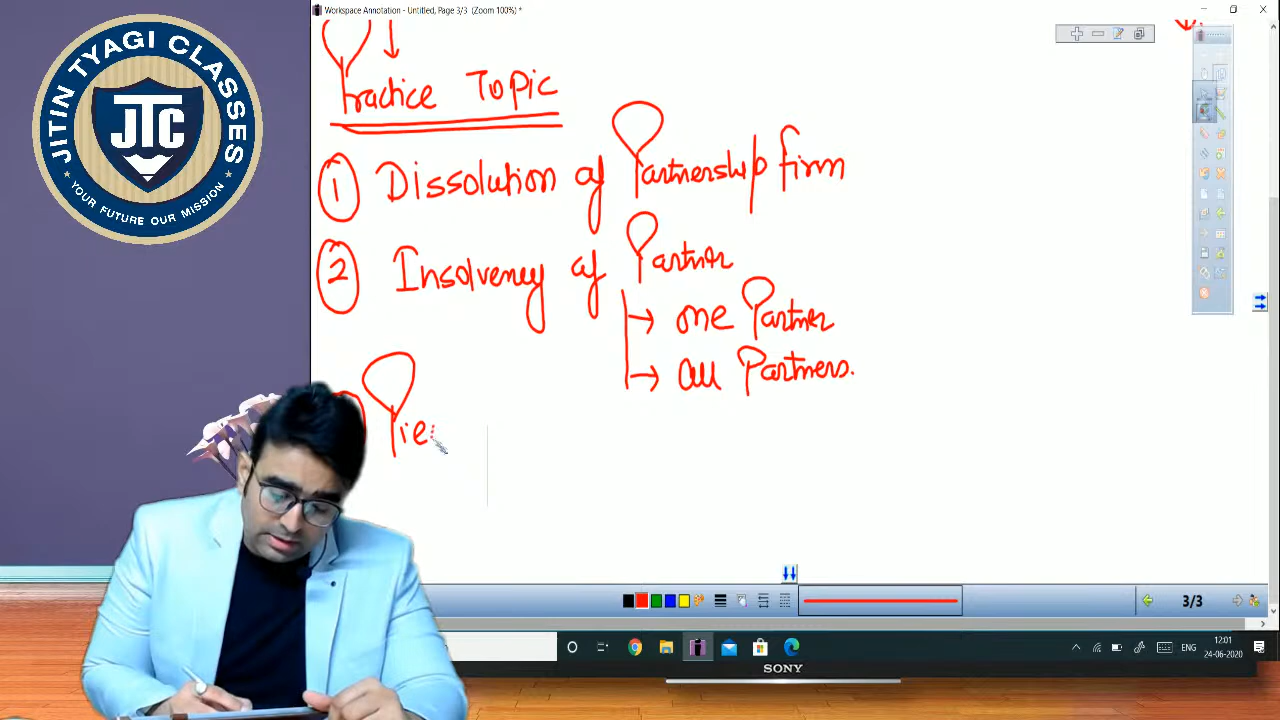 Workspace Annotation - Untitled, Page 3/3 (Zoom 100%) *
JITIN TYAGI CLASSES
JTC
YOUR FUTURE OUR MISSION
Practice Topic
1 Dissolution of Partnership firm
2 Insolvency of Partner
→ one Partner
→ all Partners.
Pie
3/3
ENG
12:01
24-06-2020
SONY